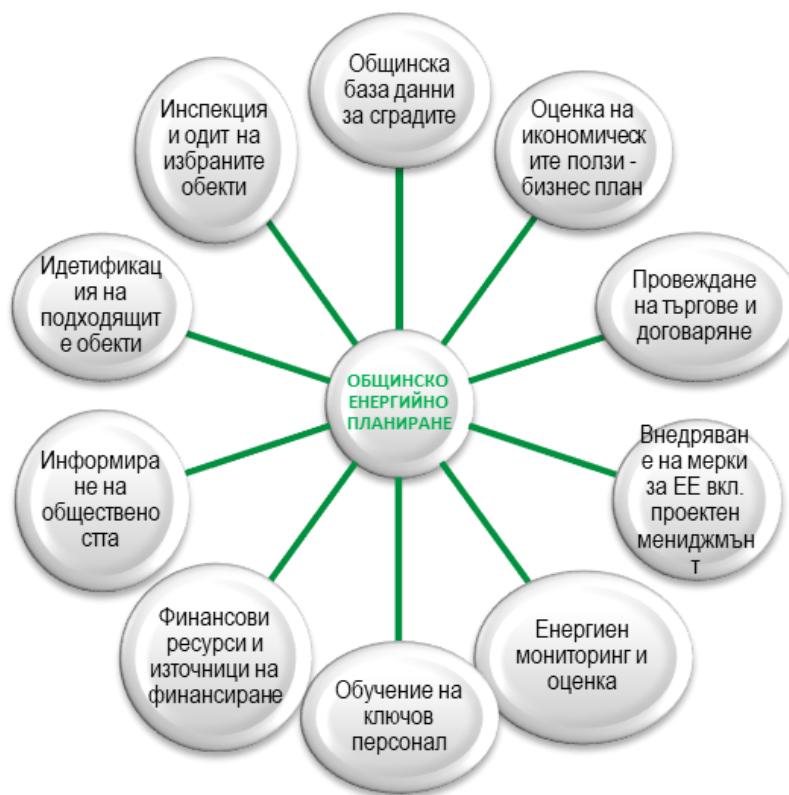 Общинска
база данни
за сградите
Оценка на
икономическ
ите ползи -
бизнес план
Провеждане
на търгове и
договаряне
Внедряван
е на мерки
за ЕЕ вкл.
проектен
мениджмън
т
Енергиен
мониторинг и
оценка
Обучение на
ключов
персонал
Финансови
ресурси и
източници на
финансиране
Информира
не на
обществено
стта
Идетификац
ия на
подходящит
е обекти
Инспекция
и одит на
избраните
обекти
ОБЩИНСКО
ЕНЕРГИЙНО
ПЛАНИРАНЕ